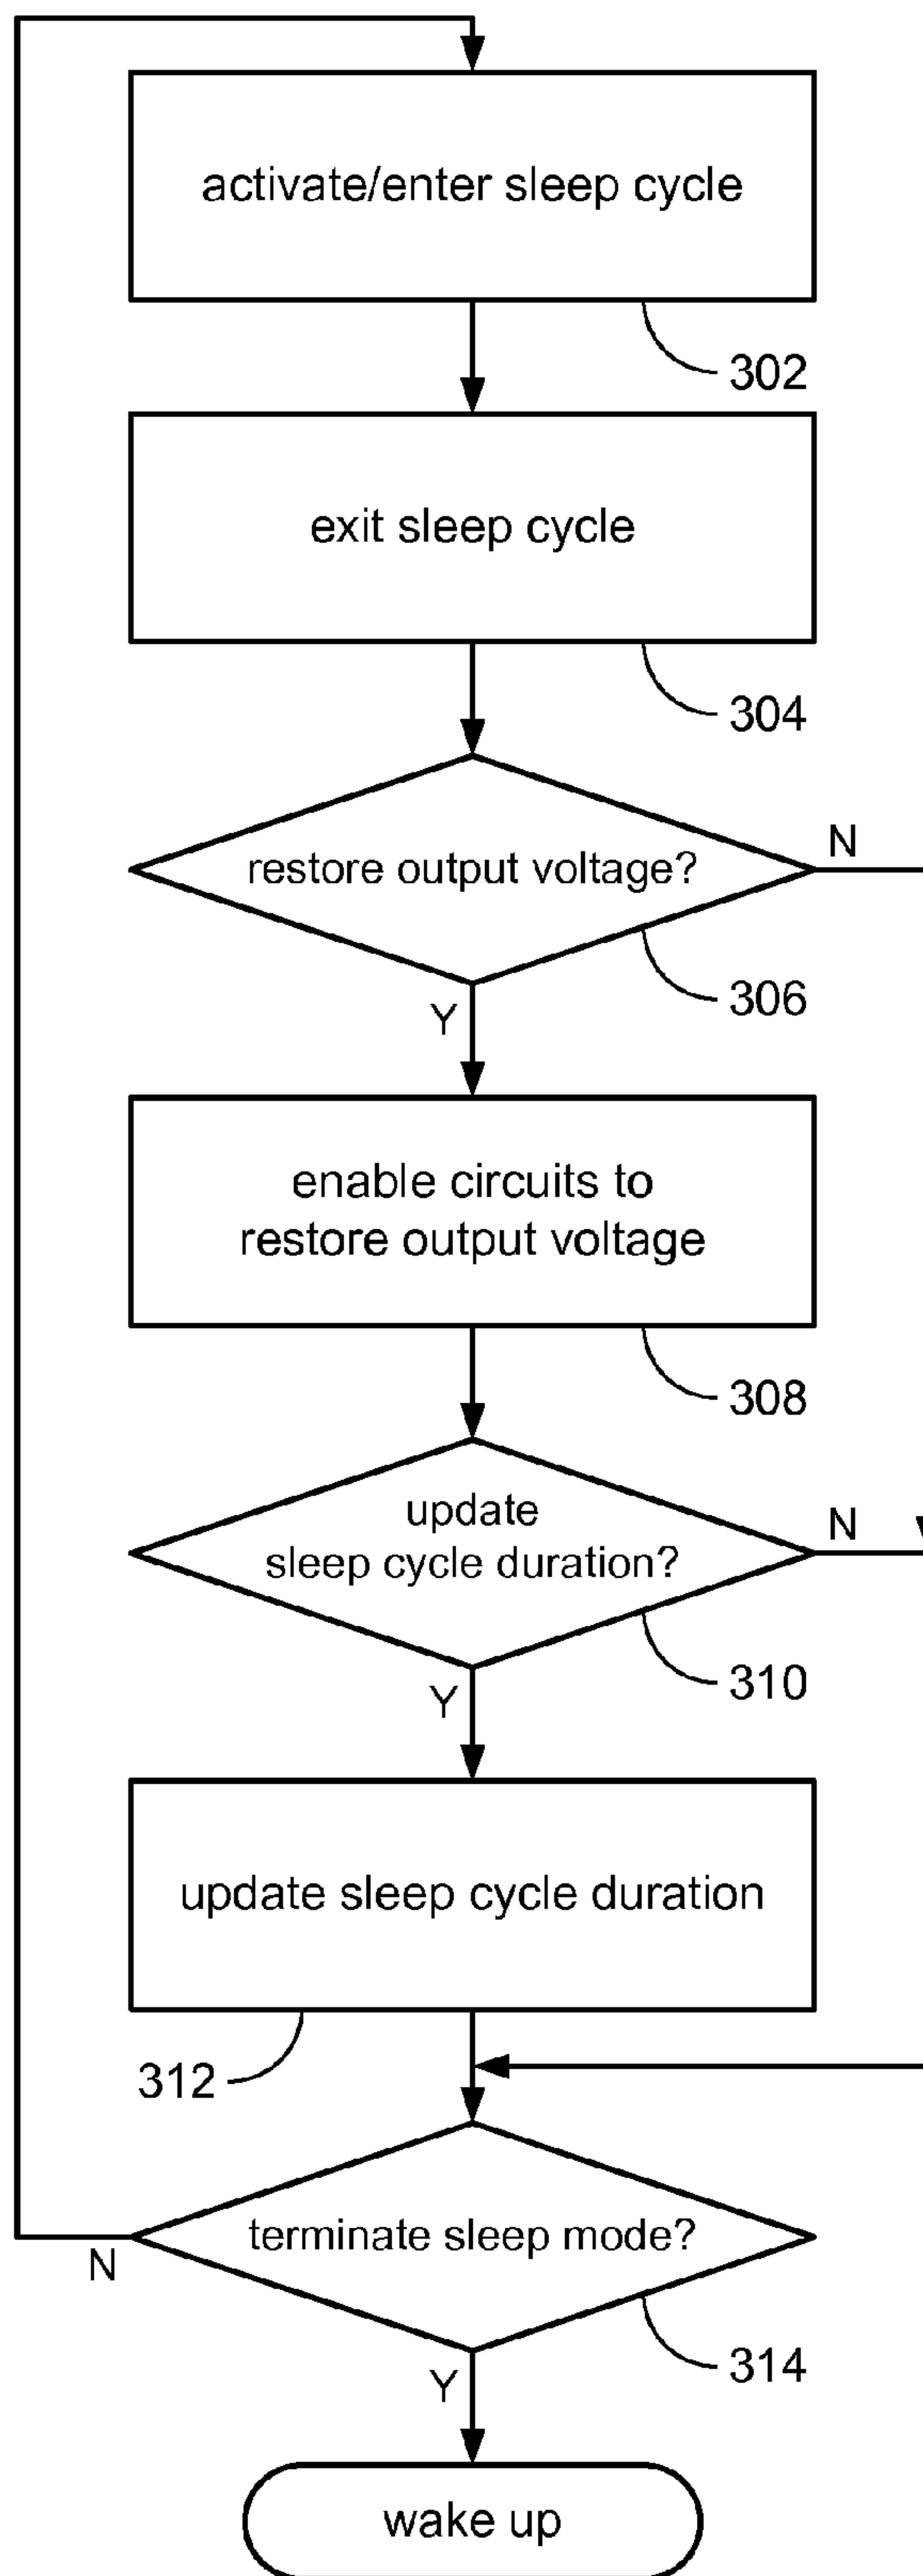 activate/enter sleep cycle
302
exit sleep cycle
304
restore output voltage?
N
306
Y
enable circuits to
restore output voltage
308
update
sleep cycle duration?
N
310
Y
update sleep cycle duration
312
terminate sleep mode?
N
314
Y
wake up